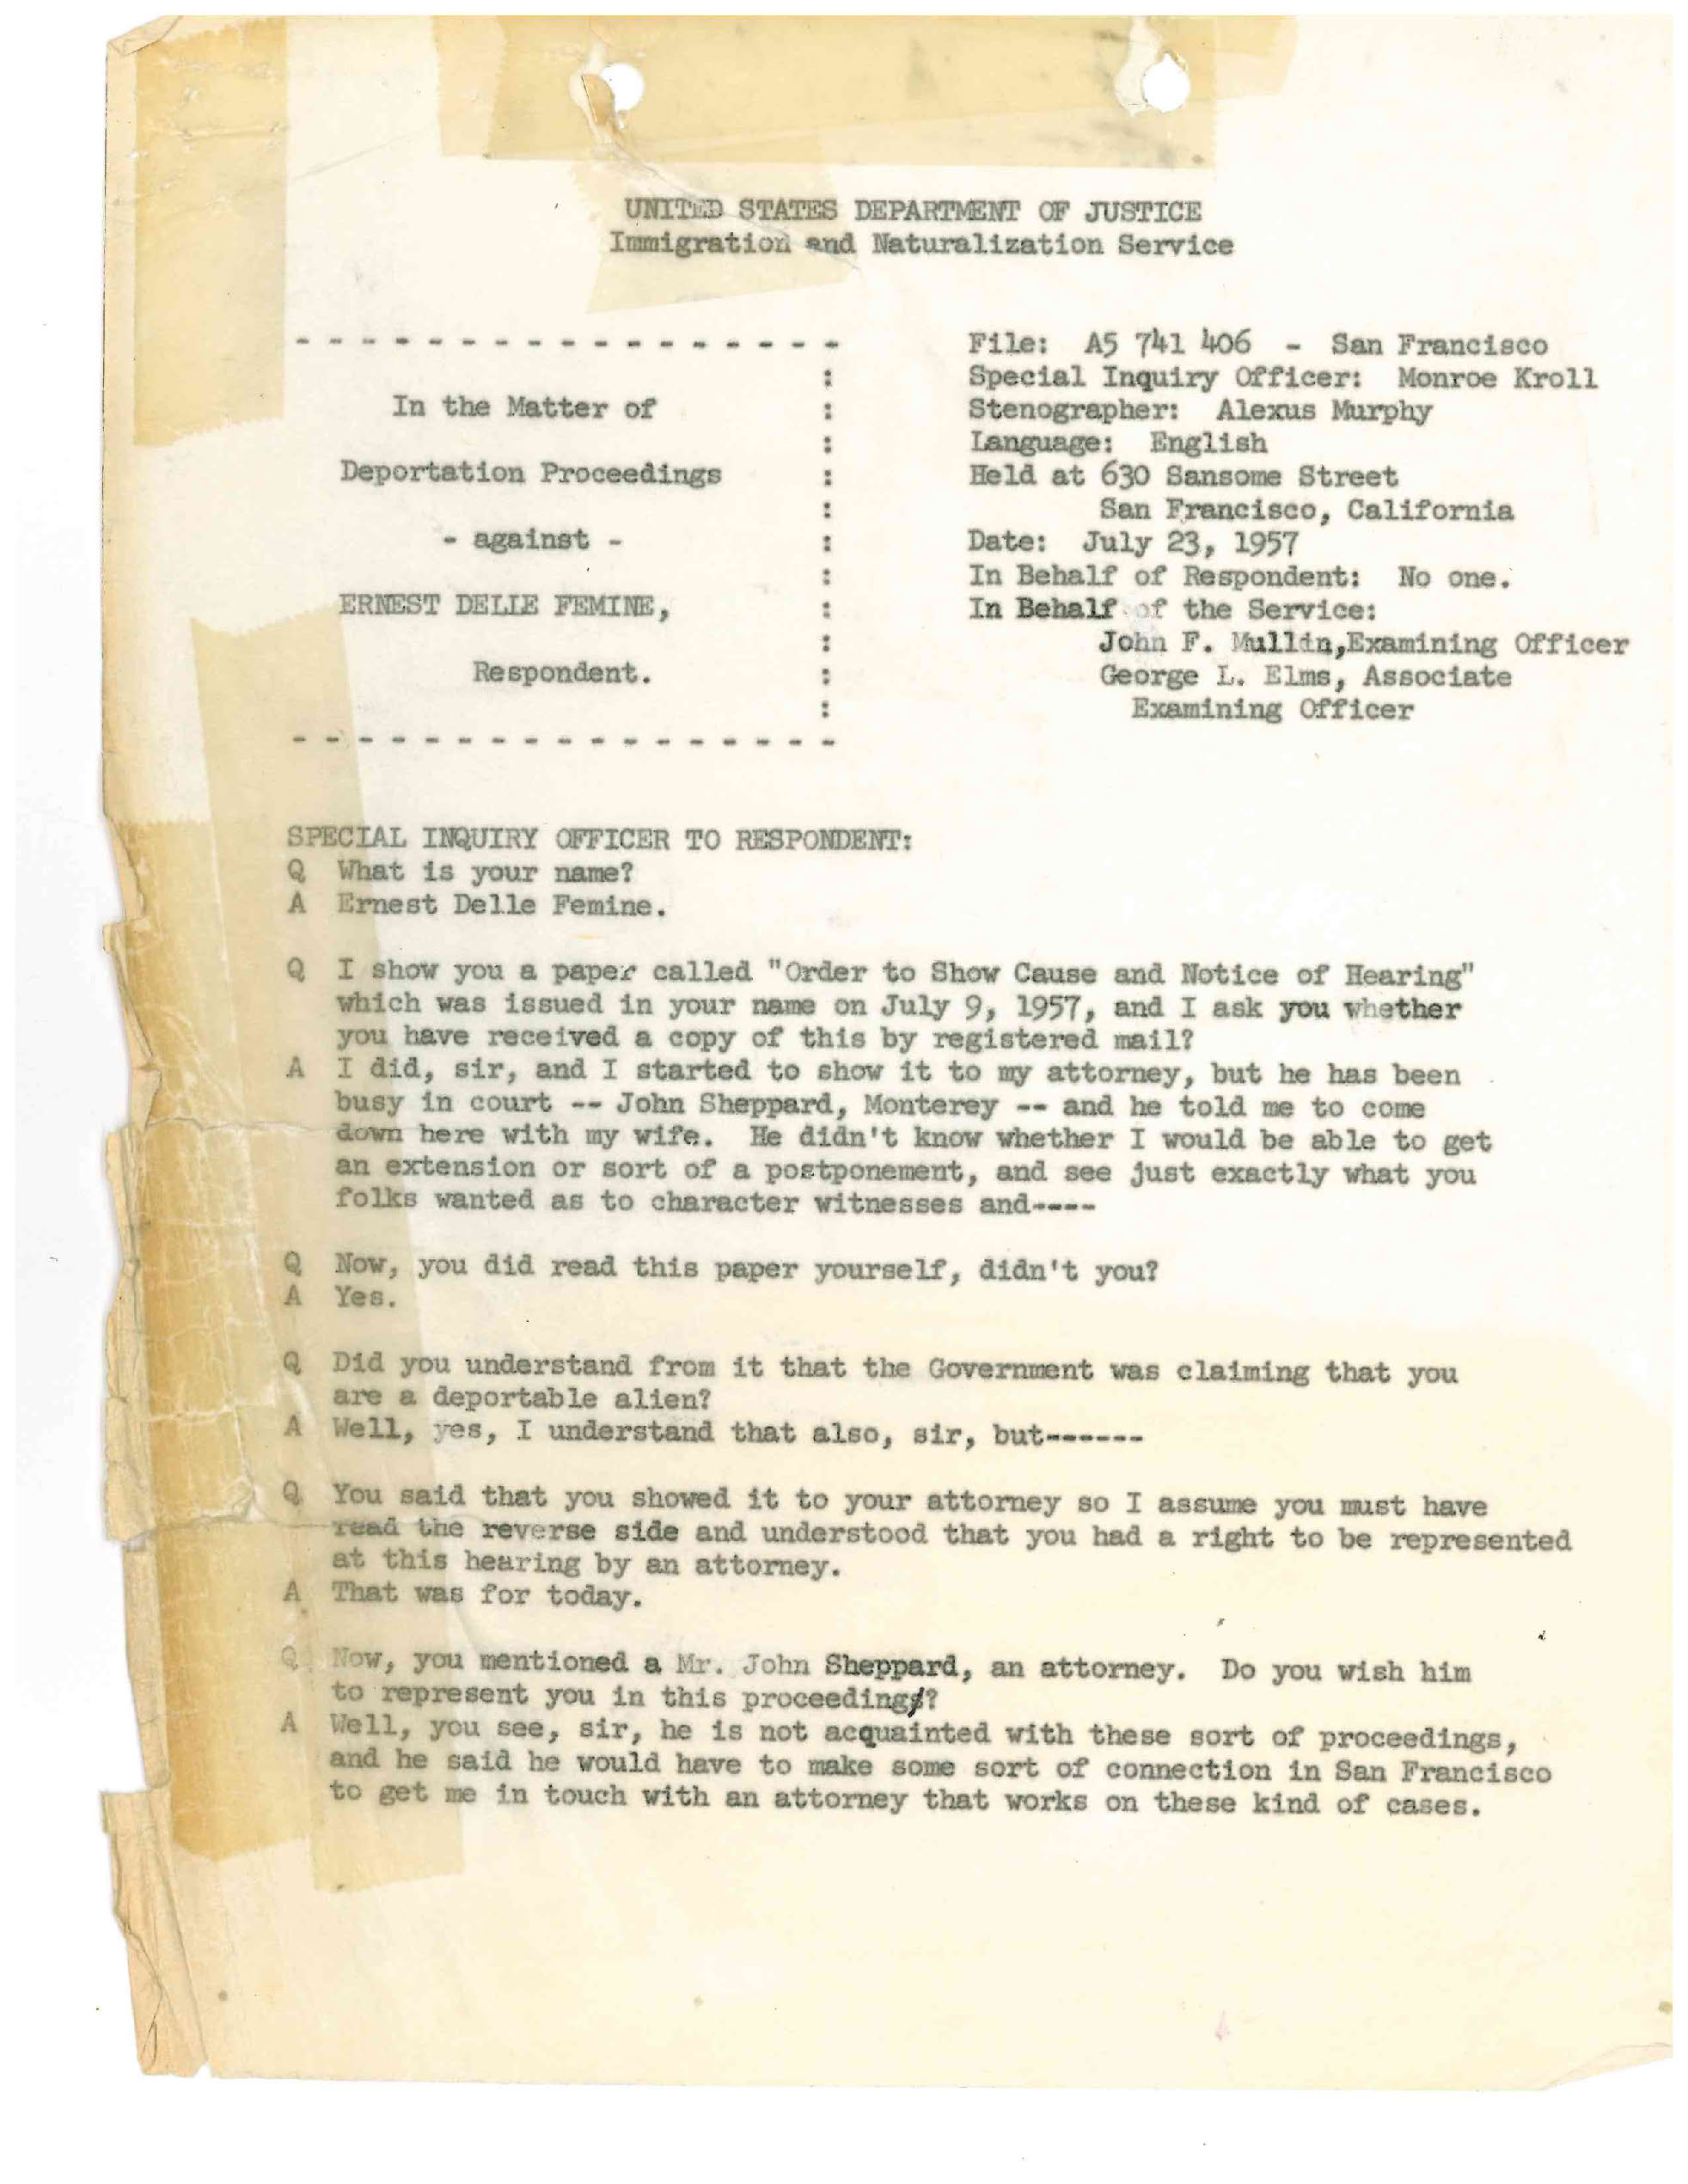 UNITED STATES DEPARTMENT OF JUSTICE
Immigration and Naturalization Service
- - - - - - - - - - - - - - - - -
In the Matter of
Deportation Proceedings
- against -
ERNEST DELLE FEMINE,
Respondent.
- - - - - - - - - - - - - - - - -
File: A5 741 406 - San Francisco
Special Inquiry Officer: Monroe Kroll
Stenographer: Alexus Murphy
Language: English
Held at 630 Sansome Street
San Francisco, California
Date: July 23, 1957
In Behalf of Respondent: No one.
In Behalf of the Service:
John F. Mullin,Examining Officer
George L. Elms, Associate
Examining Officer
SPECIAL INQUIRY OFFICER TO RESPONDENT:
Q What is your name?
A Ernest Delle Femine.
Q I show you a paper called "Order to Show Cause and Notice of Hearing"
which was issued in your name on July 9, 1957, and I ask you whether
you have received a copy of this by registered mail?
A I did, sir, and I started to show it to my attorney, but he has been
busy in court -- John Sheppard, Monterey -- and he told me to come
down here with my wife. He didn't know whether I would be able to get
an extension or sort of a postponement, and see just exactly what you
folks wanted as to character witnesses and----
Q Now, you did read this paper yourself, didn't you?
A Yes.
Q Did you understand from it that the Government was claiming that you
are a deportable alien?
A Well, yes, I understand that also, sir, but------
Q You said that you showed it to your attorney so I assume you must have
read the reverse side and understood that you had a right to be represented
at this hearing by an attorney.
A That was for today.
Q Now, you mentioned a Mr. John Sheppard, an attorney. Do you wish him
to represent you in this proceeding?
A Well, you see, sir, he is not acquainted with these sort of proceedings,
and he said he would have to make some sort of connection in San Francisco
to get me in touch with an attorney that works on these kind of cases.